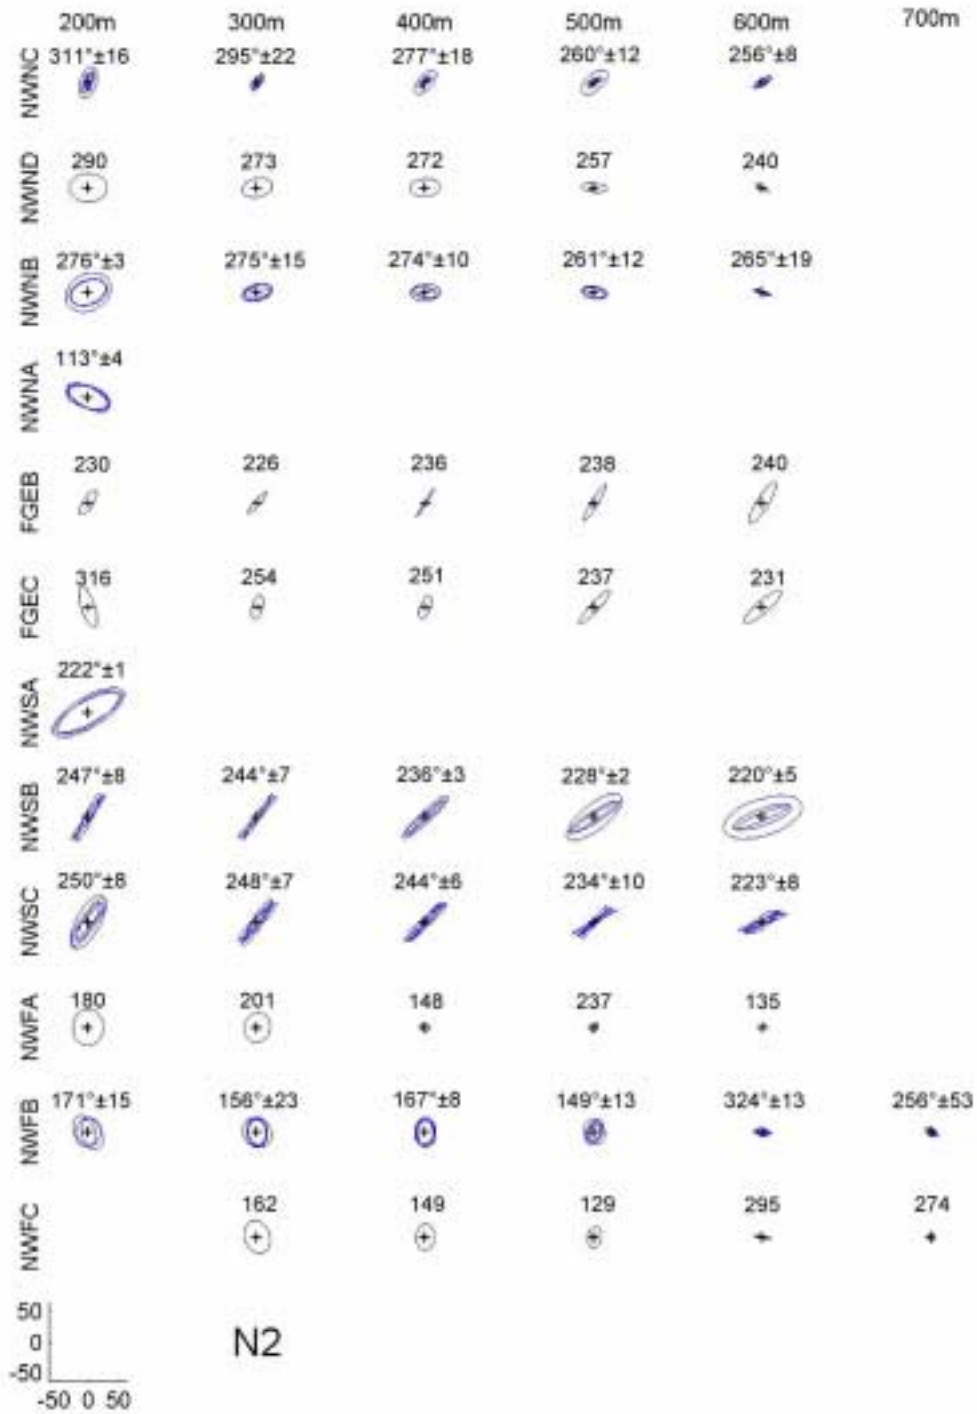 200m 300m 400m 500m 600m 700m
NWNC 311°±16 295°±22 277°±18 260°±12 256°±8
NWND 290 273 272 257 240
NWNB 276°±3 275°±15 274°±10 261°±12 265°±19
NWNA 113°±4
FGEB 230 226 236 238 240
FGEC 316 254 251 237 231
NWSA 222°±1
NWSB 247°±8 244°±7 236°±3 228°±2 220°±5
NWSC 250°±8 248°±7 244°±6 234°±10 223°±8
NWFA 180 201 148 237 135
NWFB 171°±15 156°±23 167°±8 149°±13 324°±13 256°±53
NWFC 162 149 129 295 274
50
0
-50
-50 0 50
N2